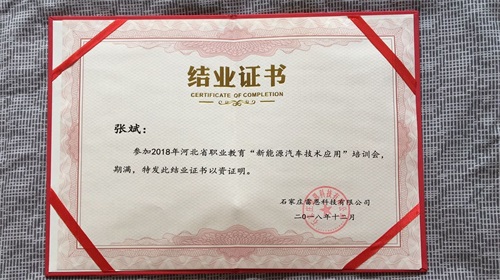 结业证书
CERTIFICATE OF COMPLETION
张斌：
参加2018年河北省职业教育“新能源汽车技术应用”培训会，
期满，特发此结业证书以资证明。
石家庄雷恩科技有限公司
二〇一八年十二月